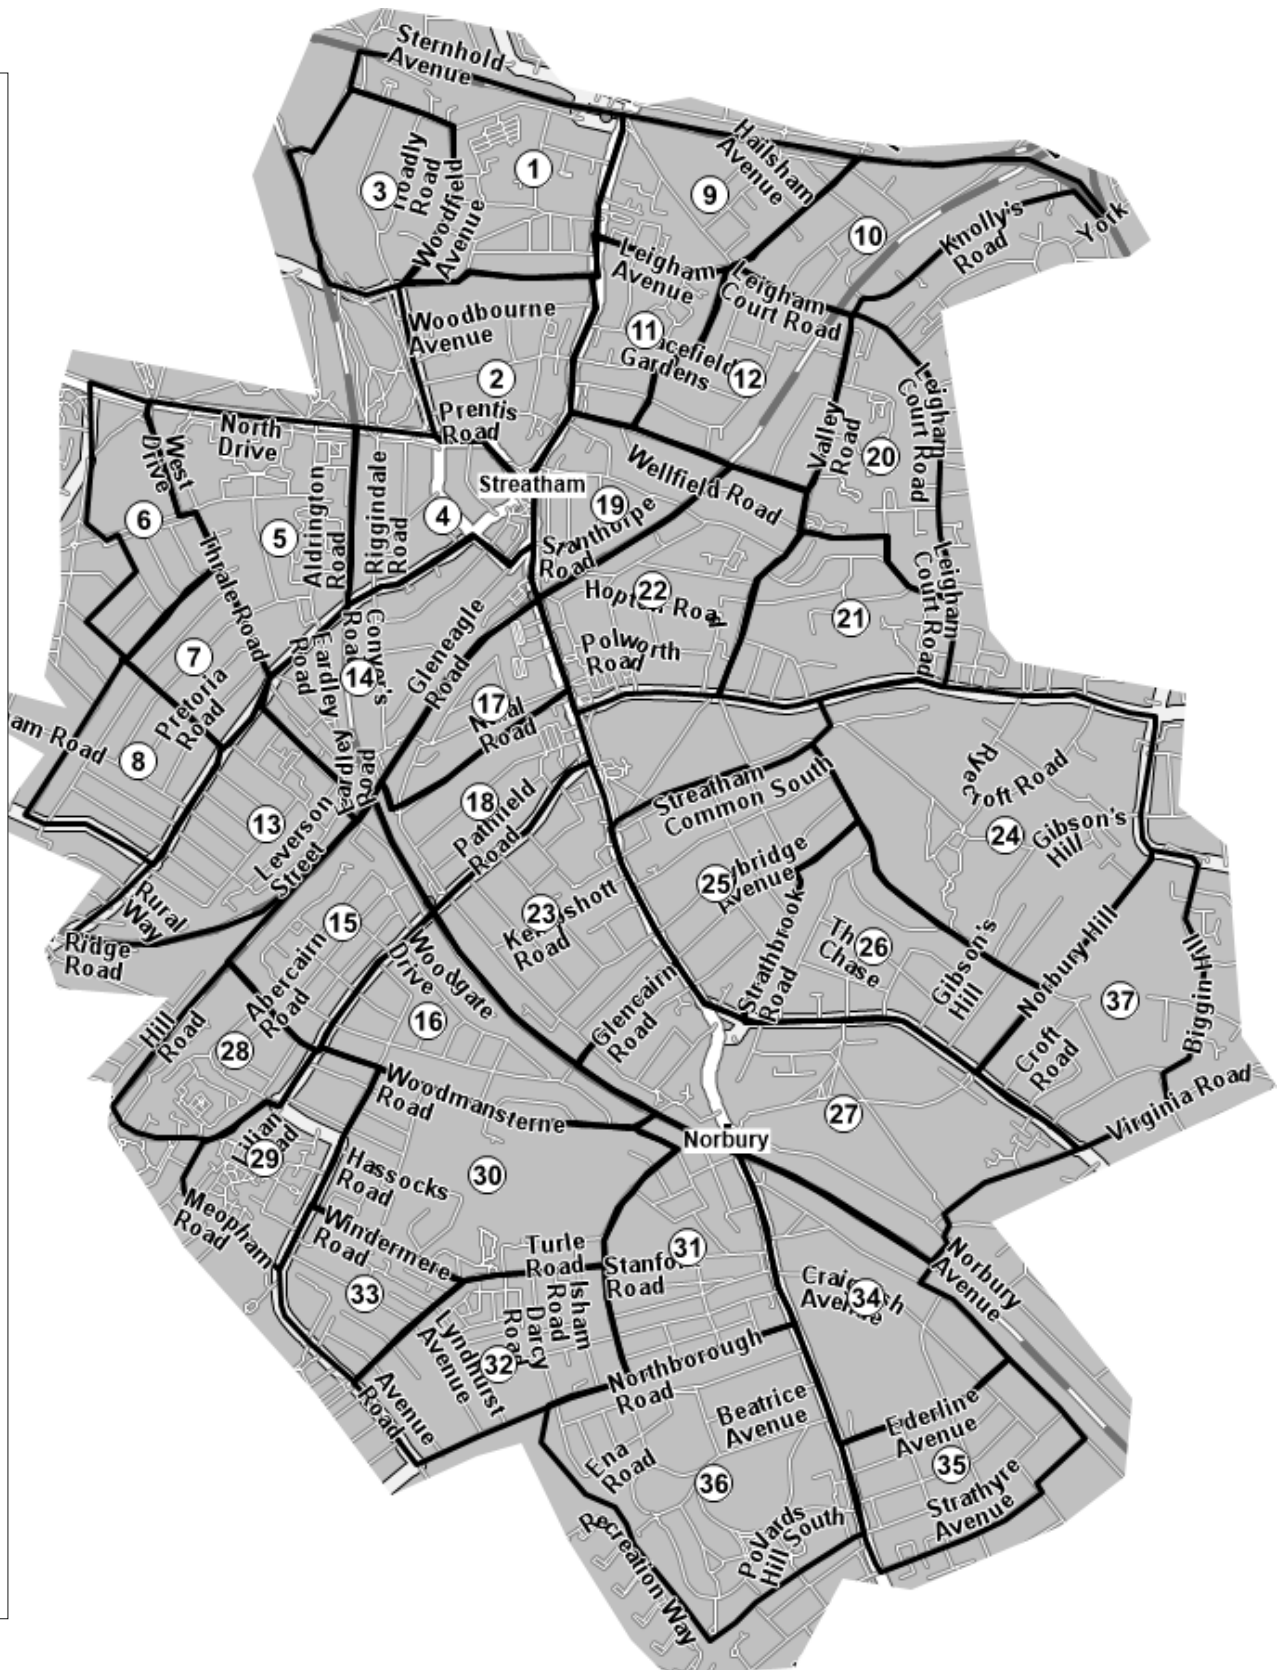 Sternhold
Avenue
Hailsham
Avenue
1
3
Road
Woodfield
Avenue
9
10
Knolly's
Road
York
Leigham
Avenue
Leigham
Court Road
Woodbourne
Avenue
11
Gardens
12
2
Prentis
Road
North
Drive
West
Drive
Valley
Road
20
Leigham
Court Road
Wellfield Road
Streatham
19
4
6
5
Aldrington
Road
Riggindale
Road
Road
Thrale Road
Leigham
Court Road
22
21
Polworth
Road
Gleneagle
Road
Conyer's
Road
Eardley
Road
14
7
Pretoria
Road
17
Road
8
Road
Streatham
Common South
Croft Road
Gibson's
Hill
24
18
Pathfield
Road
13
Leverson
Street
Eardley
Road
25
Avenue
Strathbrook
Road
26
Chase
23
Road
Rural
Way
Ridge
Road
15
Abercairn
Road
Woodgate
Drive
16
Gibson's
Hill
Norbury Hill
37
Biggin Hill
Croft
Road
Glencairn
Road
Hill
Road
28
Woodmansterne
Road
27
Virginia Road
Norbury
Lilian
Road
29
30
Hassocks
Road
Meopham
Road
Windermere
Road
33
Turle
Road
Road
31
Isham
Road
Darcy
Road
32
Lyndhurst
Avenue
Avenue
34
Norbury
Avenue
Avenue
Road
Northborough
Road
Beatrice
Avenue
Ederline
Avenue
35
Strathyre
Avenue
Ena
Road
36
Pollards
Hill South
Recreation Way